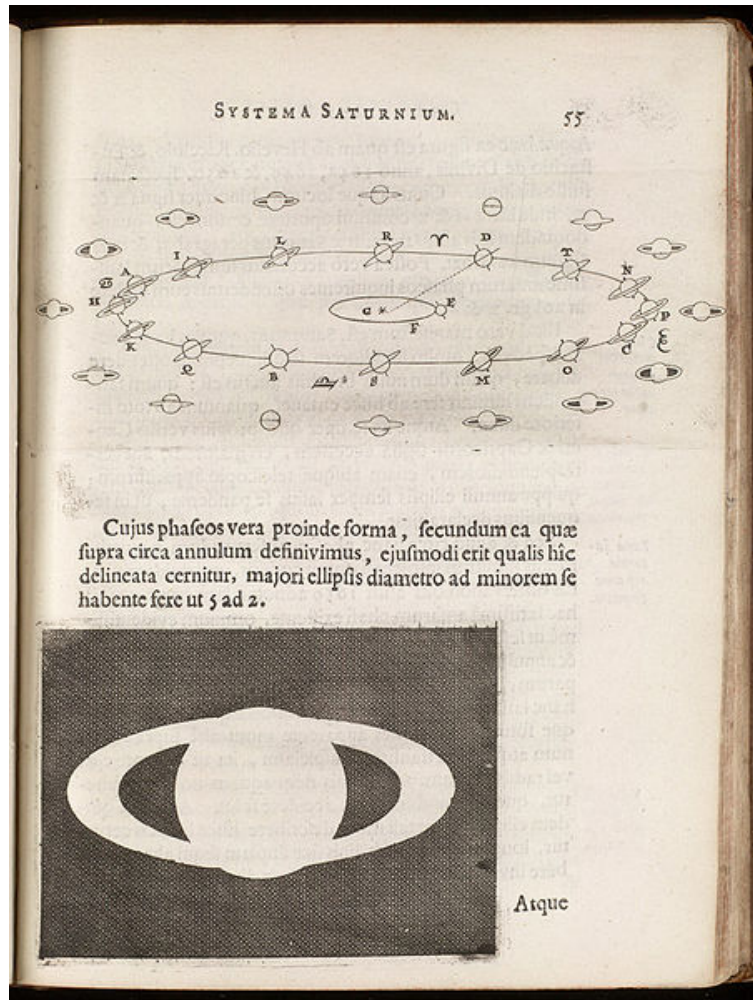 SYSTEMA SATURNIUM. 55
L R ♈ D
I T
A N
♋
H G E P
F ♑
K C
Q B ♎ S M O
Cujus phaſeos vera proinde forma, ſecundum ea quæ
ſupra circa annulum definivimus, ejuſmodi erit qualis hîc
delineata cernitur, majori ellipſis diametro ad minorem ſe
habente fere ut 5 ad 2.
Atque